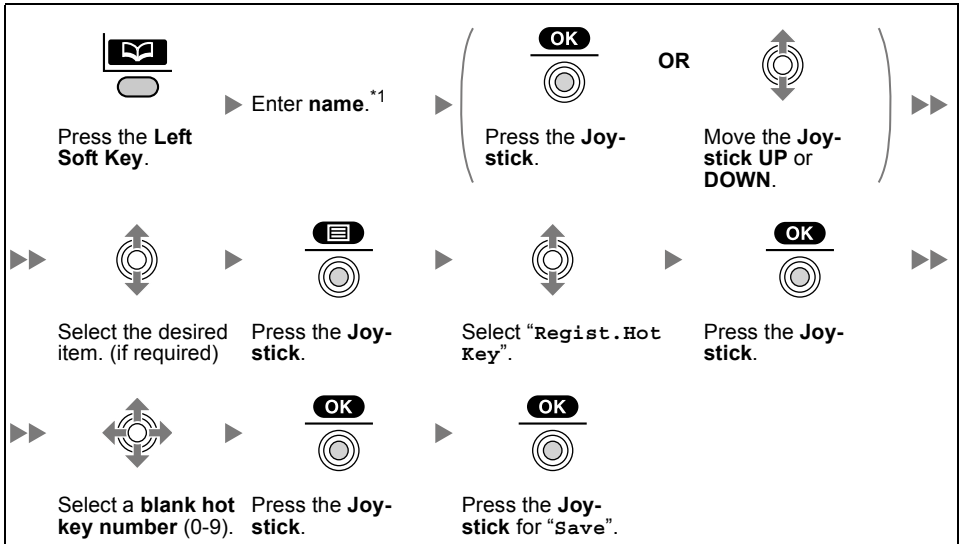 OK
OR
Enter name.*1
Press the Left
Soft Key.
Press the Joy-
stick.
Move the Joy-
stick UP or
DOWN.
OK
Select the desired
item. (if required)
Press the Joy-
stick.
Select “Regist.Hot
Key”.
Press the Joy-
stick.
OK
OK
Select a blank hot
key number (0-9).
Press the Joy-
stick.
Press the Joy-
stick for “Save”.